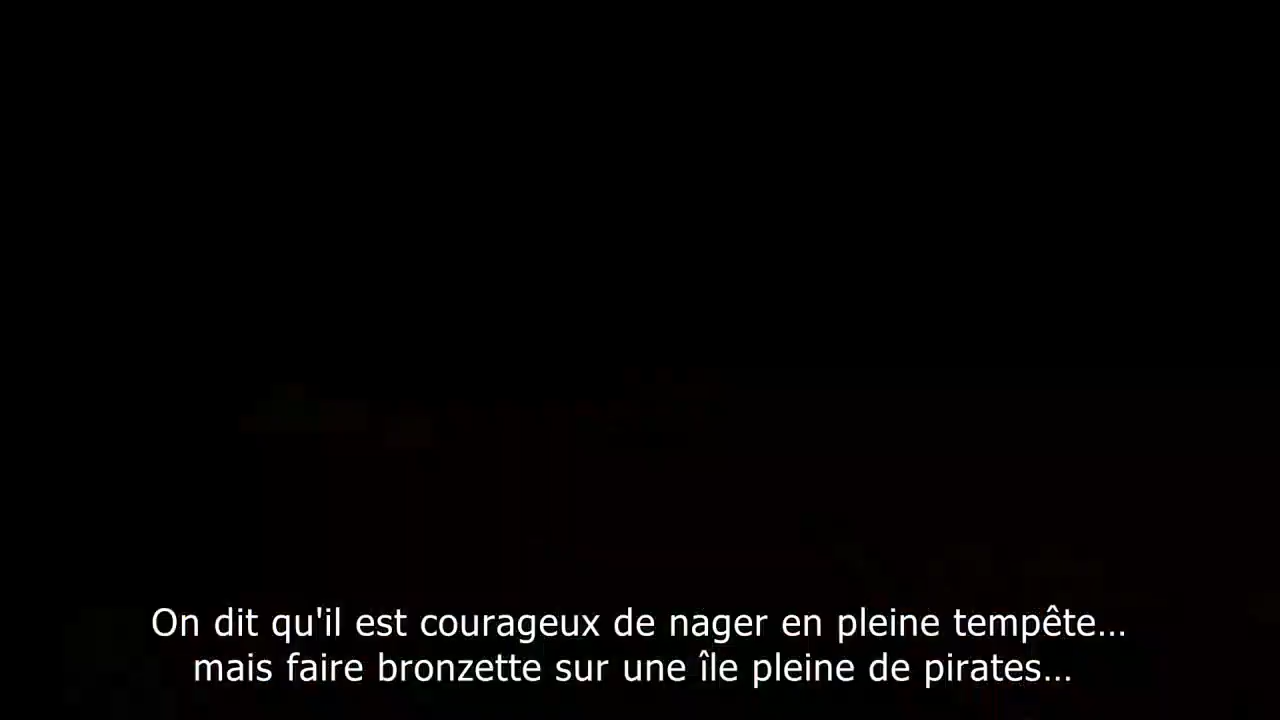 On dit qu'il est courageux de nager en pleine tempête...
mais faire bronzette sur une île pleine de pirates...